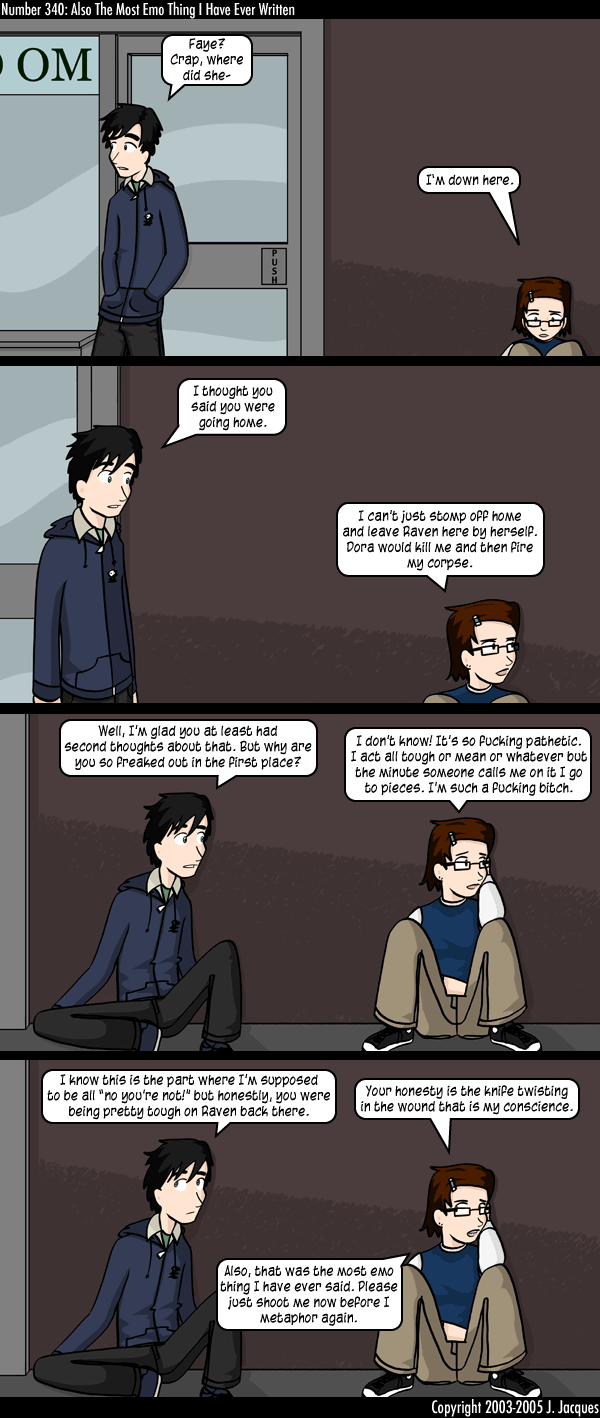 Number 340: Also The Most Emo Thing I Have Ever Written
OM
Faye?
Crap, where
did she-
I'm down here.
PUSH
I thought you
said you were
going home.
I can't just stomp off home
and leave Raven here by herself.
Dora would kill me and then fire
my corpse.
Well, I'm glad you at least had
second thoughts about that. But why are
you so freaked out in the first place?
I don't know! It's so fucking pathetic.
I act all tough or mean or whatever but
the minute someone calls me on it I go
to pieces. I'm such a fucking bitch.
I know this is the part where I'm supposed
to be all "no you're not!" but honestly, you were
being pretty tough on Raven back there.
Your honesty is the knife twisting
in the wound that is my conscience.
Also, that was the most emo
thing I have ever said. Please
just shoot me now before I
metaphor again.
Copyright 2003-2005 J. Jacques